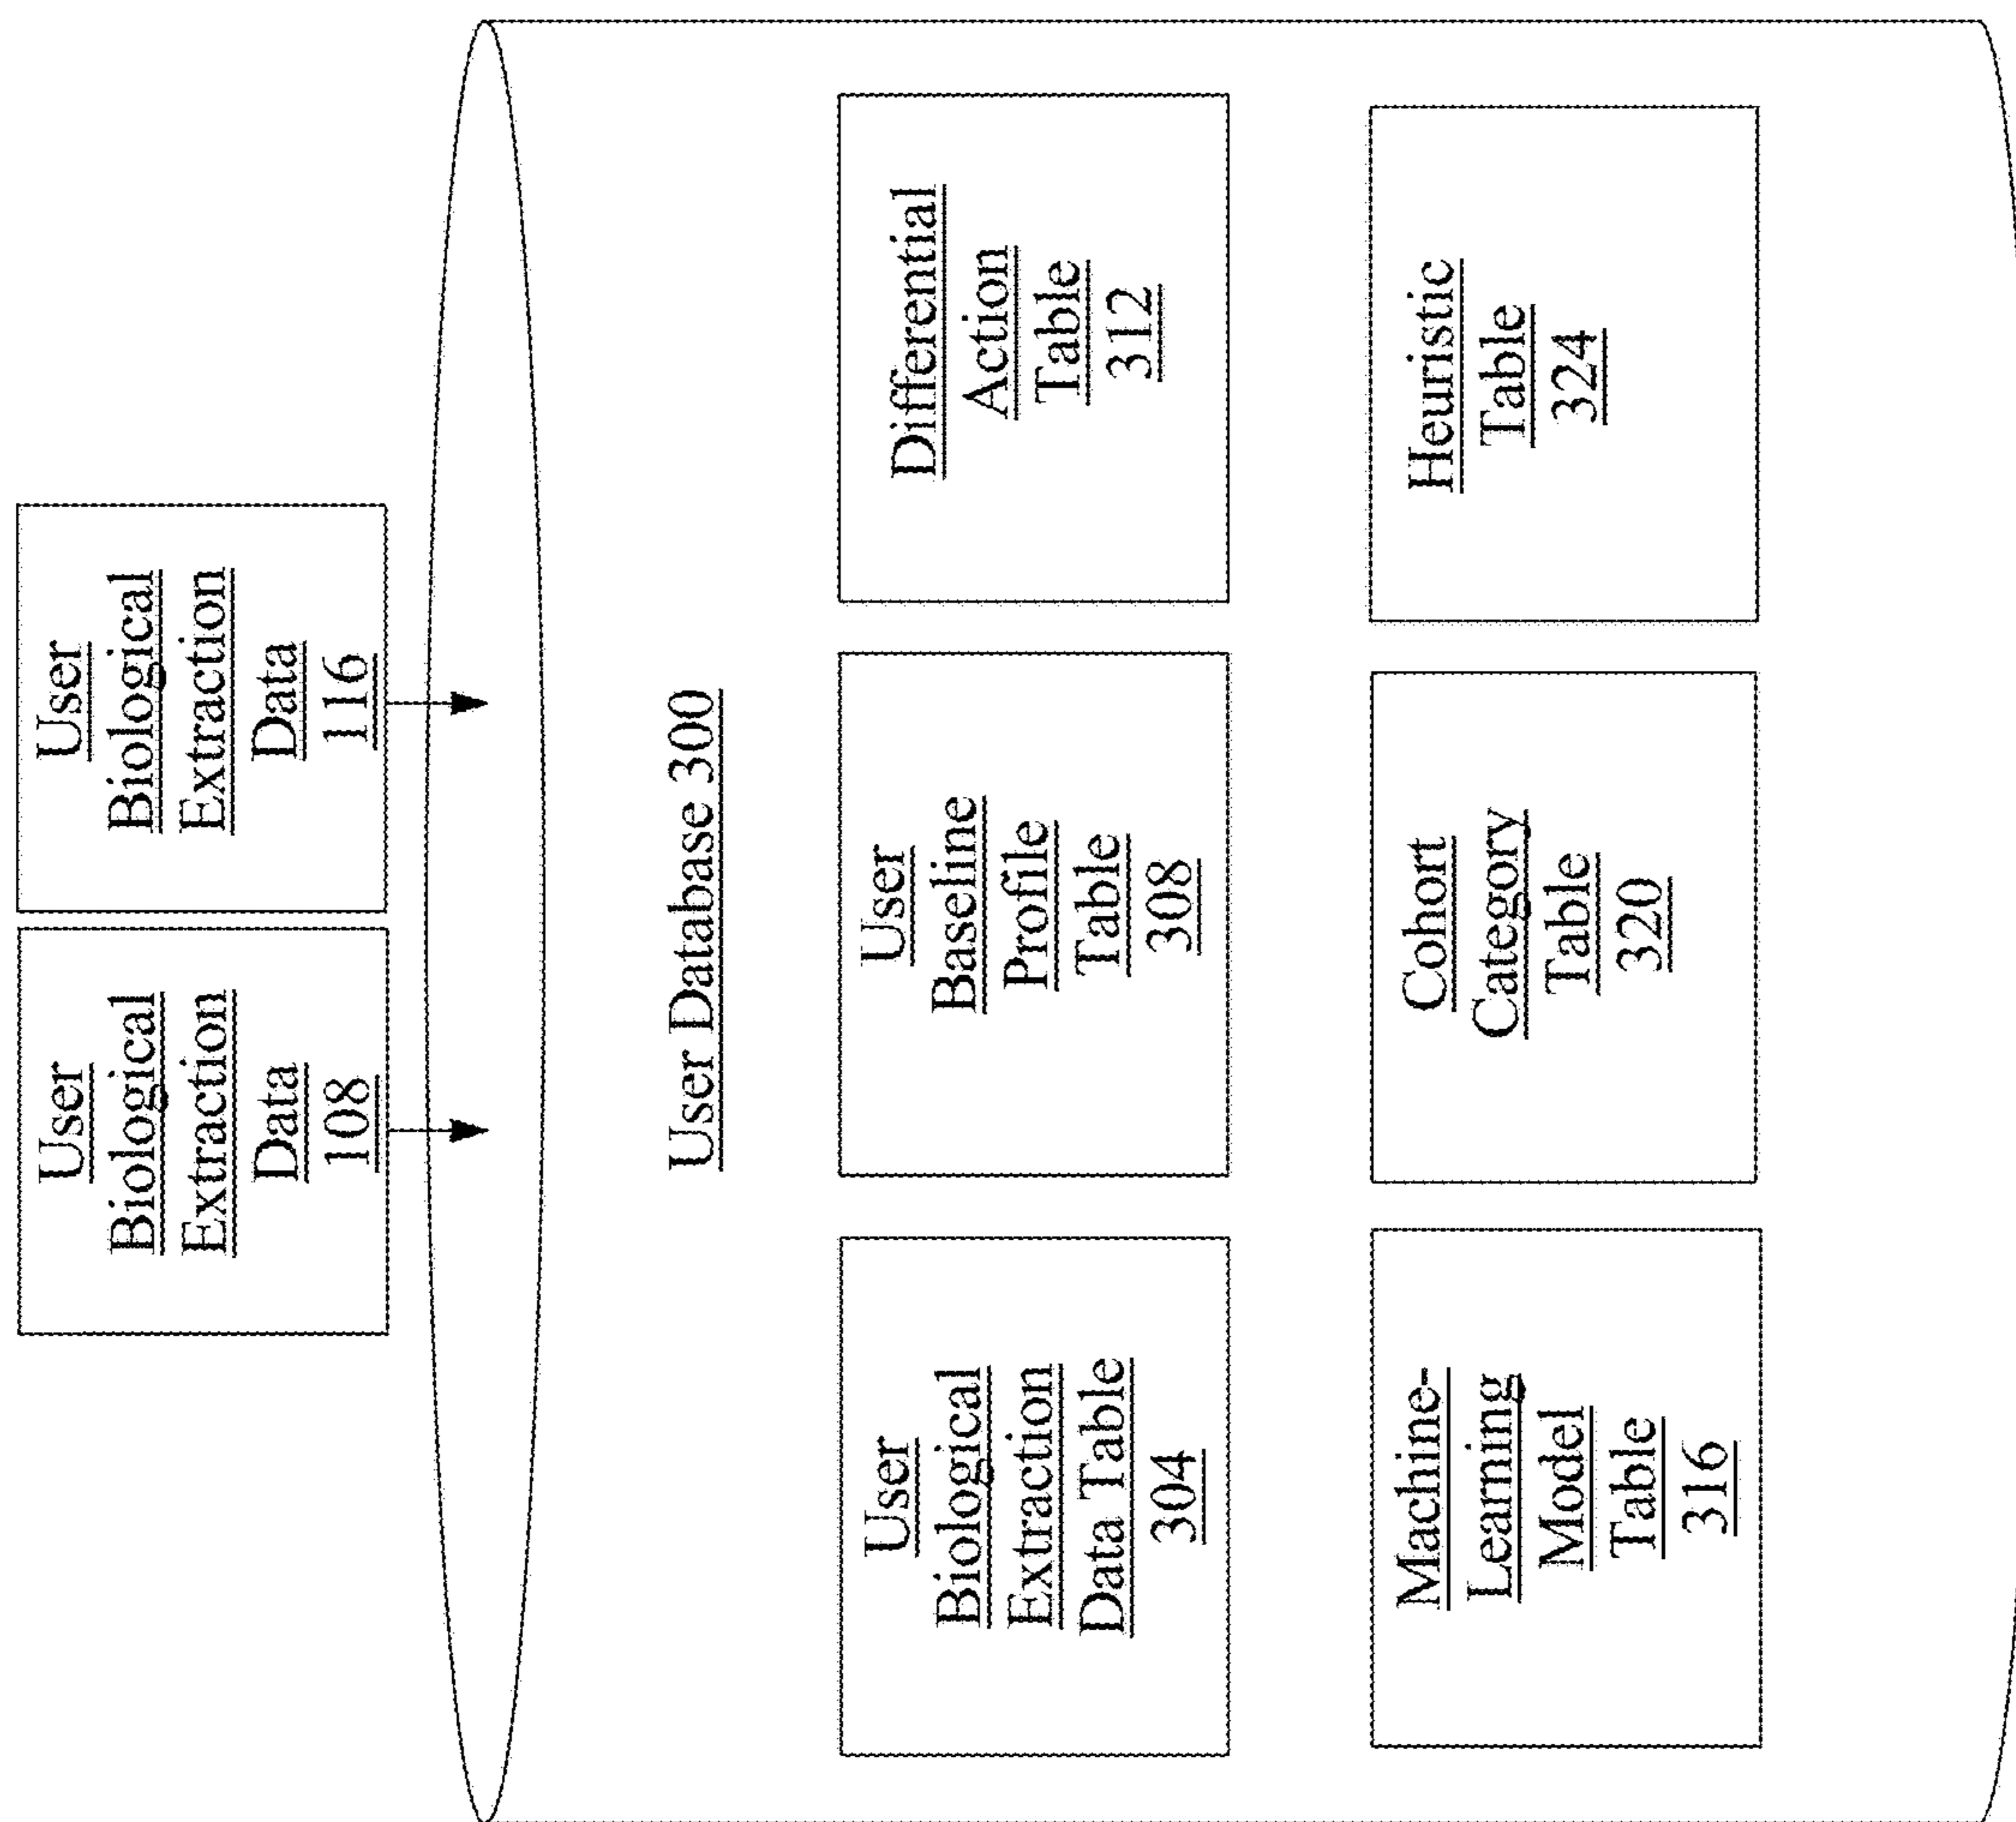 User
Biological
Extraction
Data
108
User
Biological
Extraction
Data
116
User Database 300
User
Biological
Extraction
Data Table
304
User
Baseline
Profile
Table
308
Differential
Action
Table
312
Machine-
Learning
Model
Table
316
Cohort
Category
Table
320
Heuristic
Table
324